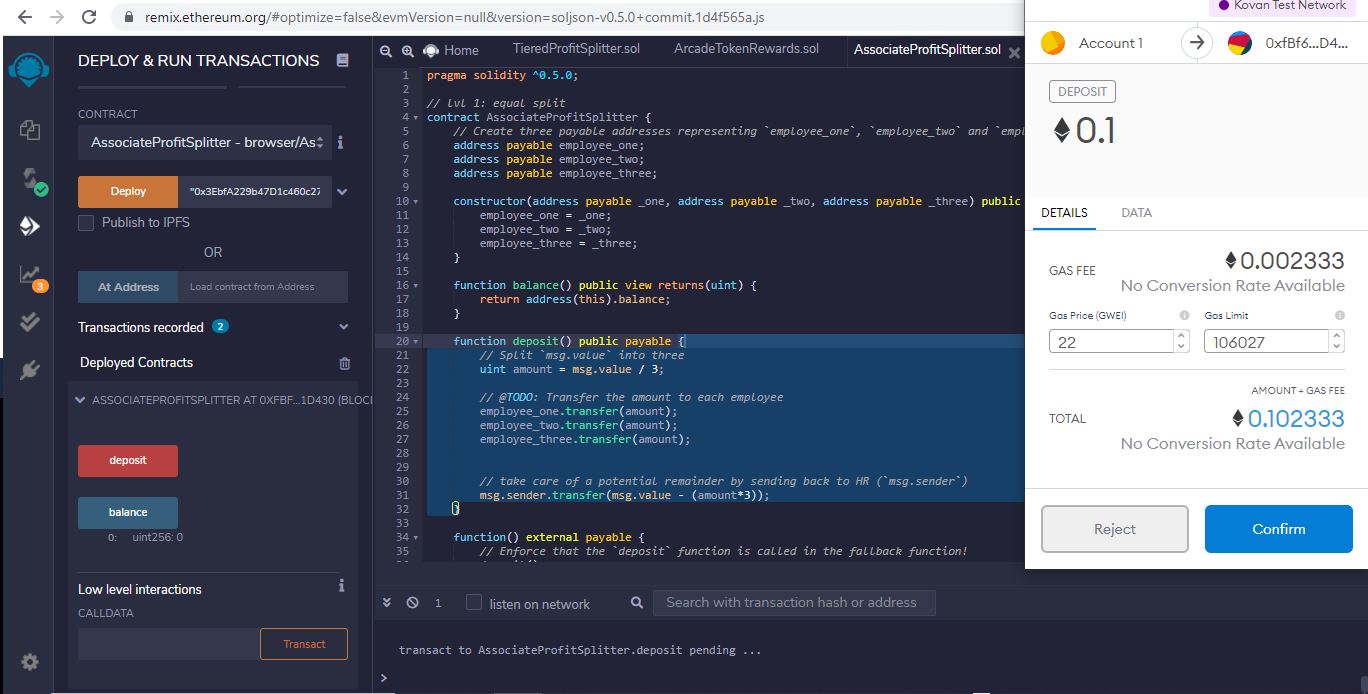 remix.ethereum.org/#optimize=false&evmVersion=null&version=soljson-v0.5.0+commit.1d4f565a.js
Kovan Test Network
Account 1
0xfBf6...D4...
DEPLOY & RUN TRANSACTIONS
CONTRACT
AssociateProfitSplitter - browser/As
Deploy
"0x3EbfA229b47D1c460c27
Publish to IPFS
OR
At Address
Load contract from Address
Transactions recorded 2
Deployed Contracts
ASSOCIATEPROFITSPLITTER AT 0XFBF...1D430 (BLOC
deposit
balance
0: uint256: 0
Low level interactions
CALLDATA
Transact
3
Home
TieredProfitSplitter.sol
ArcadeTokenRewards.sol
AssociateProfitSplitter.sol
1 pragma solidity ^0.5.0;
2
3 // lvl 1: equal split
4 contract AssociateProfitSplitter {
5 // Create three payable addresses representing `employee_one`, `employee_two` and `empl
6 address payable employee_one;
7 address payable employee_two;
8 address payable employee_three;
9
10 constructor(address payable _one, address payable _two, address payable _three) public
11 employee_one = _one;
12 employee_two = _two;
13 employee_three = _three;
14 }
15
16 function balance() public view returns(uint) {
17 return address(this).balance;
18 }
19
20 function deposit() public payable {
21 // Split `msg.value` into three
22 uint amount = msg.value / 3;
23
24 // @TODO: Transfer the amount to each employee
25 employee_one.transfer(amount);
26 employee_two.transfer(amount);
27 employee_three.transfer(amount);
28
29
30 // take care of a potential remainder by sending back to HR (`msg.sender`)
31 msg.sender.transfer(msg.value - (amount*3));
32 }
33
34 function() external payable {
35 // Enforce that the `deposit` function is called in the fallback function!
1
listen on network
Search with transaction hash or address
transact to AssociateProfitSplitter.deposit pending ...
>
DEPOSIT
0.1
DETAILS
DATA
GAS FEE
0.002333
No Conversion Rate Available
Gas Price (GWEI)
Gas Limit
22
106027
AMOUNT + GAS FEE
TOTAL
0.102333
No Conversion Rate Available
Reject
Confirm